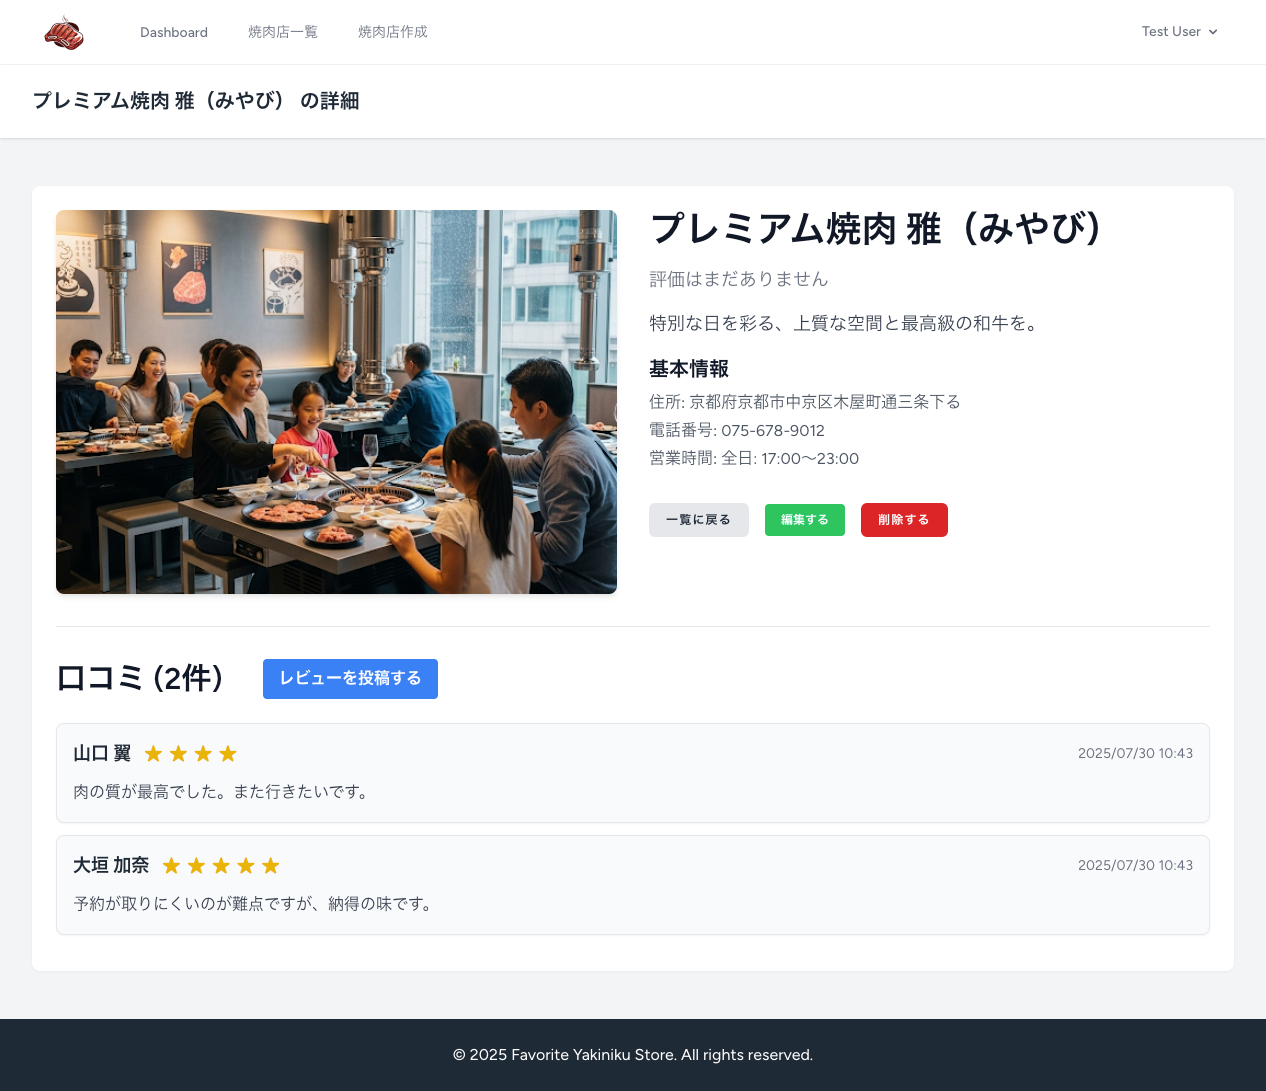 Dashboard
焼肉店一覧
焼肉店作成
Test User
プレミアム焼肉 雅（みやび） の詳細
プレミアム焼肉 雅（みやび）
評価はまだありません
特別な日を彩る、上質な空間と最高級の和牛を。
基本情報
住所: 京都府京都市中京区木屋町通三条下る
電話番号: 075-678-9012
営業時間: 全日: 17:00〜23:00
一覧に戻る
編集する
削除する
口コミ (2件)
レビューを投稿する
山口 翼 ★ ★ ★ ★
2025/07/30 10:43
肉の質が最高でした。また行きたいです。
大垣 加奈 ★ ★ ★ ★ ★
2025/07/30 10:43
予約が取りにくいのが難点ですが、納得の味です。
© 2025 Favorite Yakiniku Store. All rights reserved.